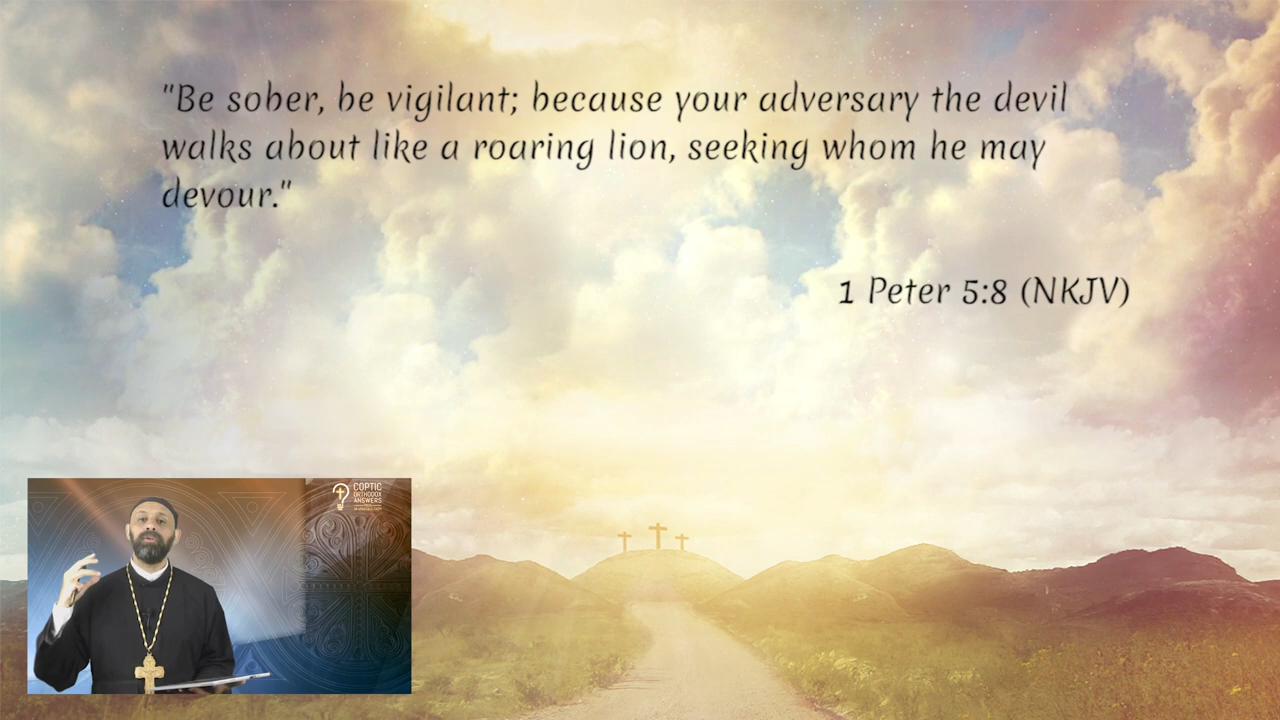 "Be sober, be vigilant; because your adversary the devil
walks about like a roaring lion, seeking whom he may
devour."
1 Peter 5:8 (NKJV)
COPTIC
ORTHODOX
ANSWERS